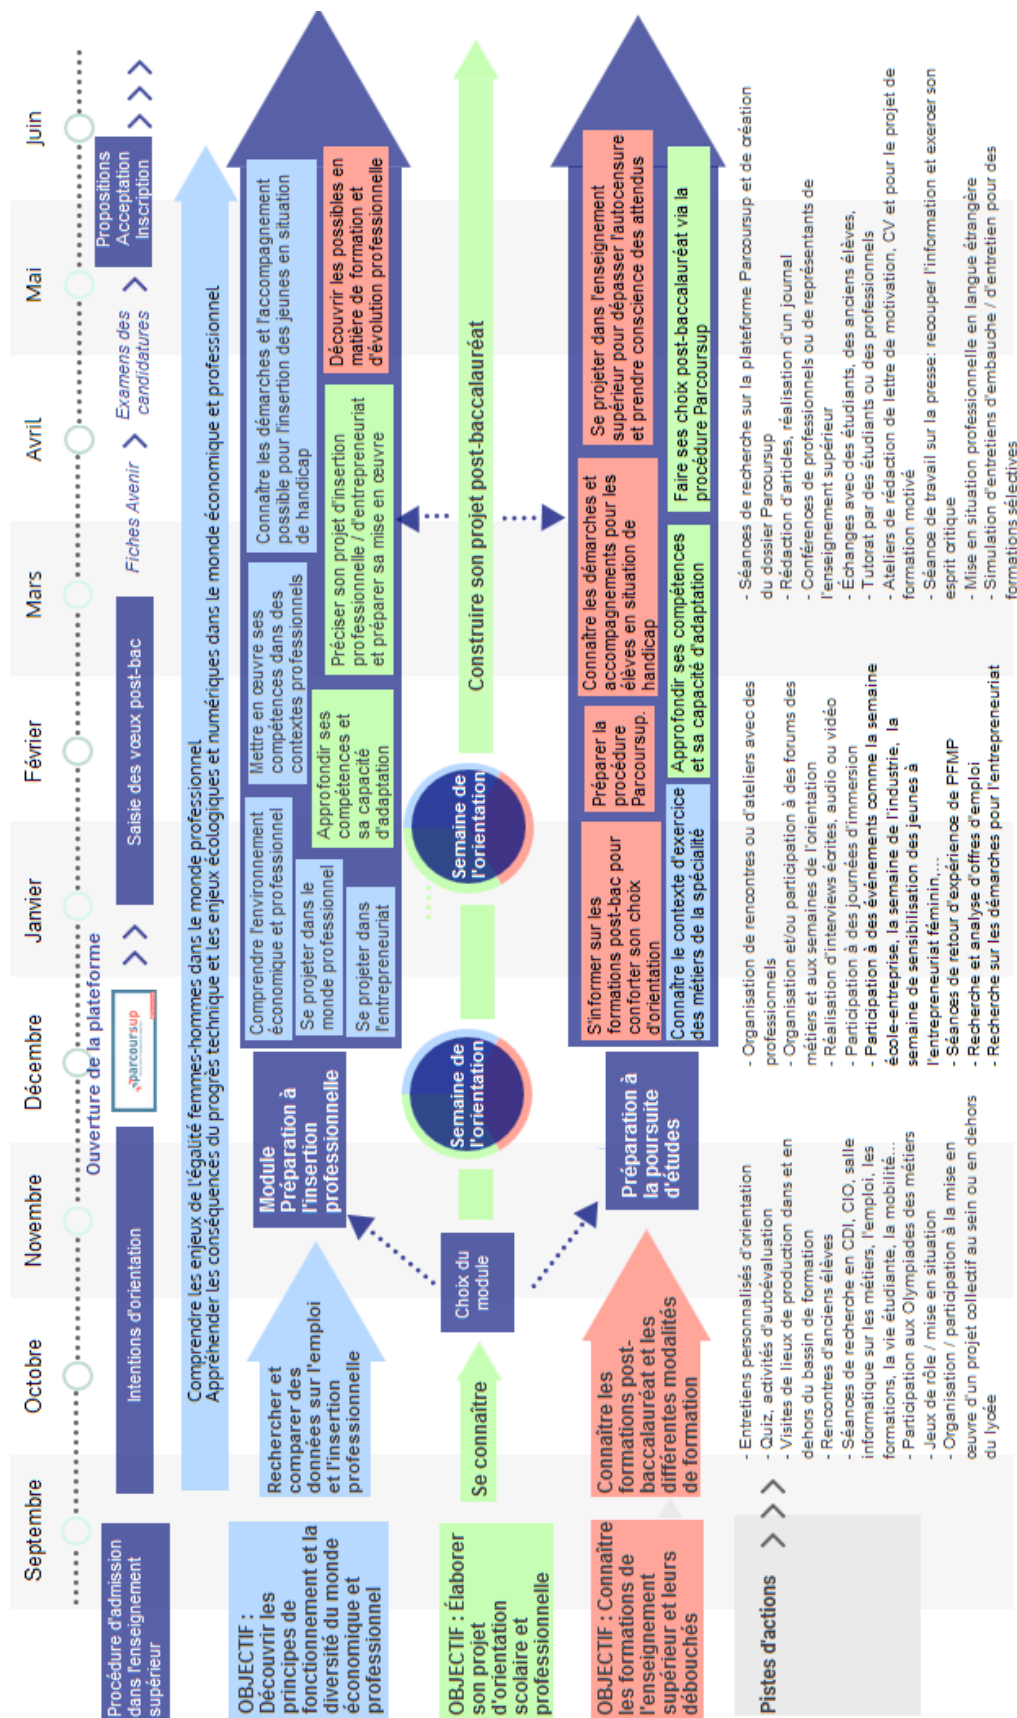 Septembre
Octobre
Novembre
Décembre
Janvier
Février
Mars
Avril
Mai
Juin
Procédure d'admission
dans l'enseignement
supérieur
Intentions d'orientation
Ouverture de la plateforme
parcoursup
Saisie des vœux post-bac
Fiches Avenir
Examens des
candidatures
Propositions
Acceptation
Inscription
Comprendre les enjeux de l'égalité femmes-hommes dans le monde professionnel
Appréhender les conséquences du progrès technique et les enjeux écologiques et numériques dans le monde économique et professionnel
OBJECTIF :
Découvrir les
principes de
fonctionnement et la
diversité du monde
économique et
professionnel
Rechercher et
comparer des
données sur l'emploi
et l'insertion
professionnelle
Module
Préparation à
l'insertion
professionnelle
Comprendre l'environnement
économique et professionnel
Se projeter dans le
monde professionnel
Se projeter dans
l'entrepreneuriat
Mettre en œuvre ses
compétences dans des
contextes professionnels
Approfondir ses
compétences et
sa capacité
d'adaptation
Connaître les démarches et l'accompagnement
possible pour l'insertion des jeunes en situation
de handicap
Préciser son projet d'insertion
professionnelle / d'entrepreneuriat
et préparer sa mise en œuvre
Découvrir les possibles en
matière de formation et
d'évolution professionnelle
OBJECTIF : Élaborer
son projet
d'orientation
scolaire et
professionnelle
Se connaître
Choix du
module
Semaine de
l'orientation
Semaine de
l'orientation
Construire son projet post-baccalauréat
OBJECTIF : Connaître
les formations de
l'enseignement
supérieur et leurs
débouchés
Connaître les
formations post-
baccalauréat et les
différentes modalités
de formation
Préparation à
la poursuite
d'études
S'informer sur les
formations post-bac pour
conforter son choix
d'orientation
Connaître le contexte d'exercice
des métiers de la spécialité
Préparer la
procédure
Parcoursup.
Approfondir ses compétences
et sa capacité d'adaptation
Connaître les démarches et
accompagnements pour les
élèves en situation de
handicap
Se projeter dans l'enseignement
supérieur pour dépasser l'autocensure
et prendre conscience des attendus
Faire ses choix post-baccalauréat via la
procédure Parcoursup
Pistes d'actions
- Entretiens personnalisés d'orientation
- Quiz, activités d'autoévaluation
- Visites de lieux de production dans et en
dehors du bassin de formation
- Rencontres d'anciens élèves
- Séances de recherche en CDI, CIO, salle
informatique sur les métiers, l'emploi, les
formations, la vie étudiante, la mobilité...
- Participation aux Olympiades des métiers
- Jeux de rôle / mise en situation
- Organisation / participation à la mise en
œuvre d'un projet collectif au sein ou en dehors
du lycée
- Organisation de rencontres ou d'ateliers avec des
professionnels
- Organisation et/ou participation à des forums des
métiers et aux semaines de l'orientation
- Réalisation d'interviews écrites, audio ou vidéo
- Participation à des journées d'immersion
- Participation à des événements comme la semaine
école-entreprise, la semaine de l'industrie, la
semaine de sensibilisation des jeunes à
l'entrepreneuriat féminin,...
- Séances de retour d'expérience de PFMP
- Recherche et analyse d'offres d'emploi
- Recherche sur les démarches pour l'entrepreneuriat
- Séances de recherche sur la plateforme Parcoursup et de création
du dossier Parcoursup
- Rédaction d'articles, réalisation d'un journal
- Conférences de professionnels ou de représentants de
l'enseignement supérieur
- Échanges avec des étudiants, des anciens élèves,
- Tutorat par des étudiants ou des professionnels
- Ateliers de rédaction de lettre de motivation, CV et pour le projet de
formation motivé
- Séance de travail sur la presse: recouper l'information et exercer son
esprit critique
- Mise en situation professionnelle en langue étrangère
- Simulation d'entretiens d'embauche / d'entretien pour des
formations sélectives